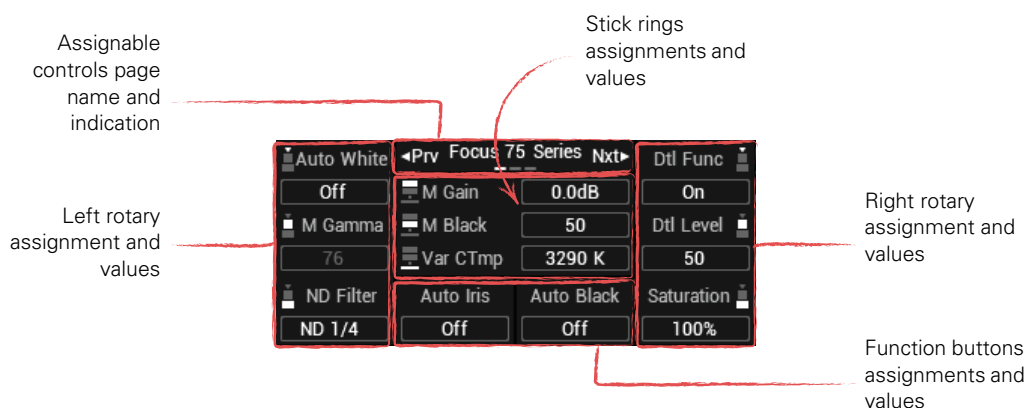 Stick rings
assignments and
values
Assignable
controls page
name and
indication
Left rotary
assignment and
values
Auto White
Off
M Gamma
76
ND Filter
ND 1/4
◂Prv Focus 75 Series Nxt▸
M Gain 0.0dB
M Black 50
Var CTmp 3290 K
Auto Iris Auto Black
Off Off
Dtl Func
On
Dtl Level
50
Saturation
100%
Right rotary
assignment and
values
Function buttons
assignments and
values